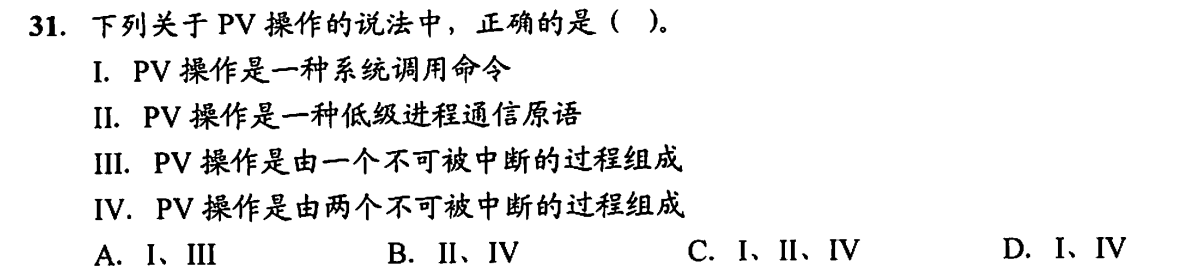 31. 下列关于 PV 操作的说法中，正确的是（ ）。
I. PV 操作是一种系统调用命令
II. PV 操作是一种低级进程通信原语
III. PV 操作是由一个不可被中断的过程组成
IV. PV 操作是由两个不可被中断的过程组成
A. I、III B. II、IV C. I、II、IV D. I、IV